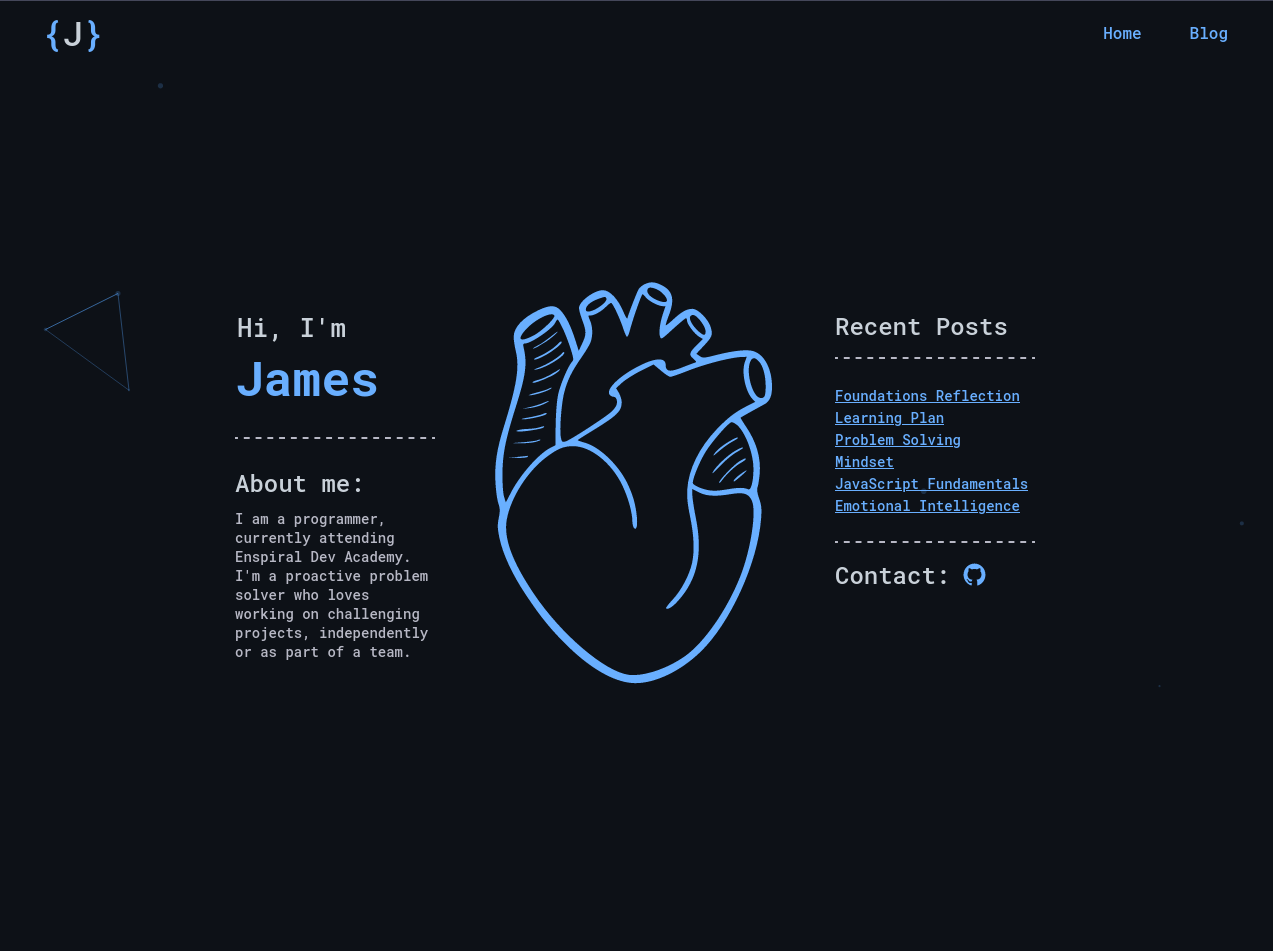 {J}
Home
Blog
Hi, I'm
James
About me:
I am a programmer,
currently attending
Enspiral Dev Academy.
I'm a proactive problem
solver who loves
working on challenging
projects, independently
or as part of a team.
Recent Posts
Foundations Reflection
Learning Plan
Problem Solving
Mindset
JavaScript Fundamentals
Emotional Intelligence
Contact: